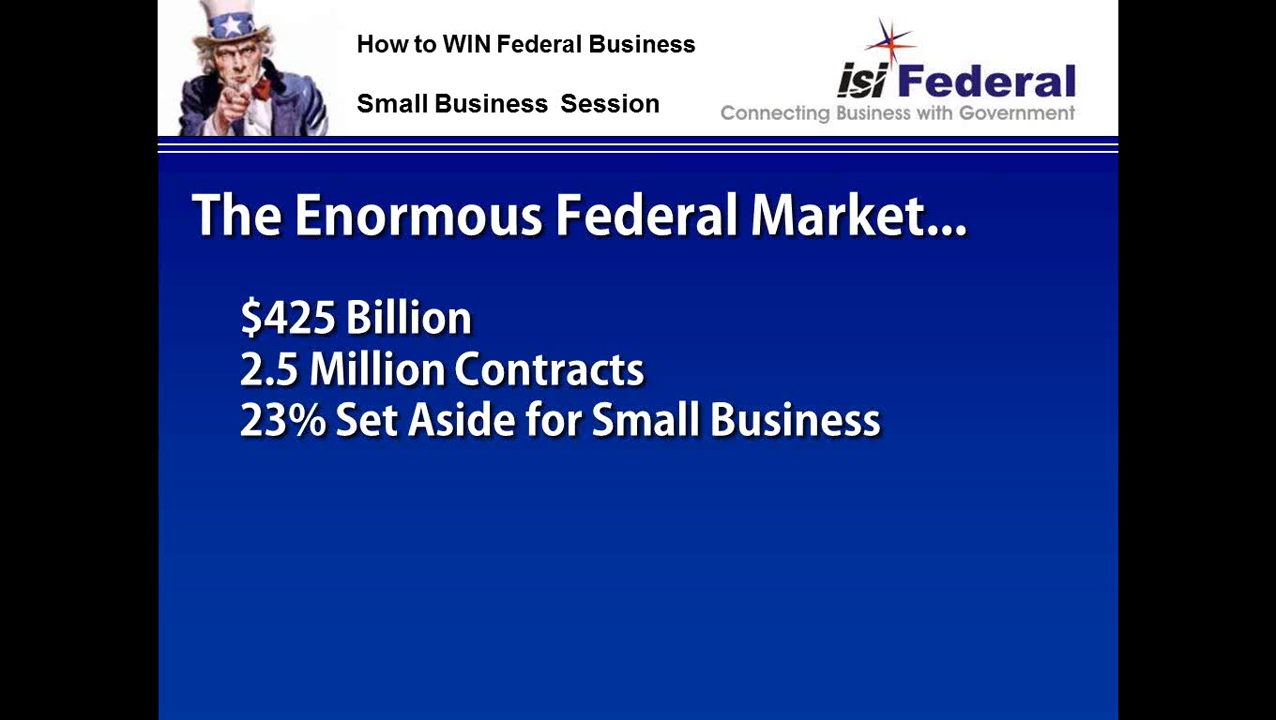 How to WIN Federal Business
Small Business Session
isi Federal
Connecting Business with Government
The Enormous Federal Market...
$425 Billion
2.5 Million Contracts
23% Set Aside for Small Business